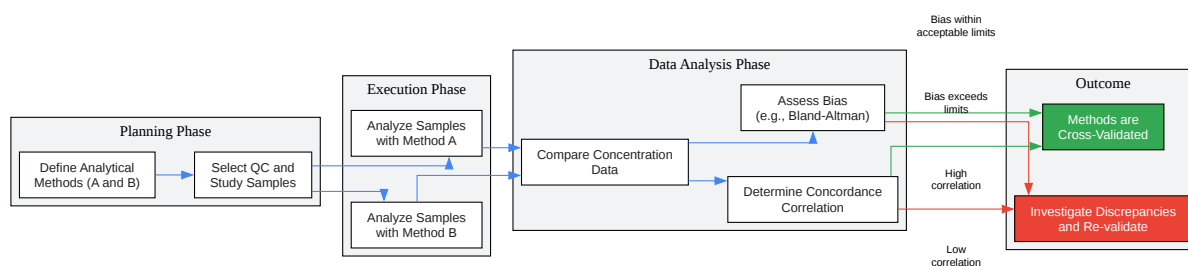 Planning Phase
Define Analytical
Methods (A and B)
Select QC and
Study Samples
Execution Phase
Analyze Samples
with Method A
Analyze Samples
with Method B
Data Analysis Phase
Compare Concentration
Data
Assess Bias
(e.g., Bland-Altman)
Determine Concordance
Correlation
Bias within
acceptable limits
Bias exceeds
limits
High
correlation
Low
correlation
Outcome
Methods are
Cross-Validated
Investigate Discrepancies
and Re-validate